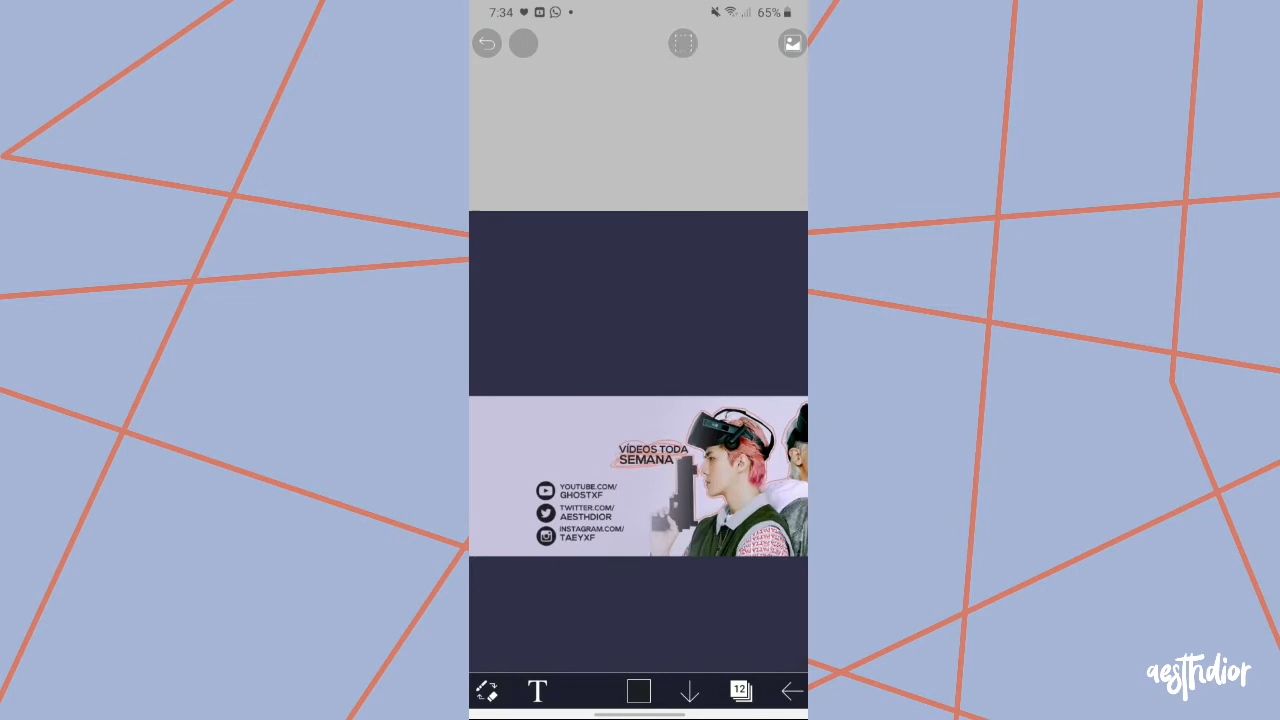 7:34
65%
VÍDEOS TODA
SEMANA
YOUTUBE.COM/
GHOSTXF
TWITTER.COM/
AESTHDIOR
INSTAGRAM.COM/
TAEYXF
T
12
aesthdior